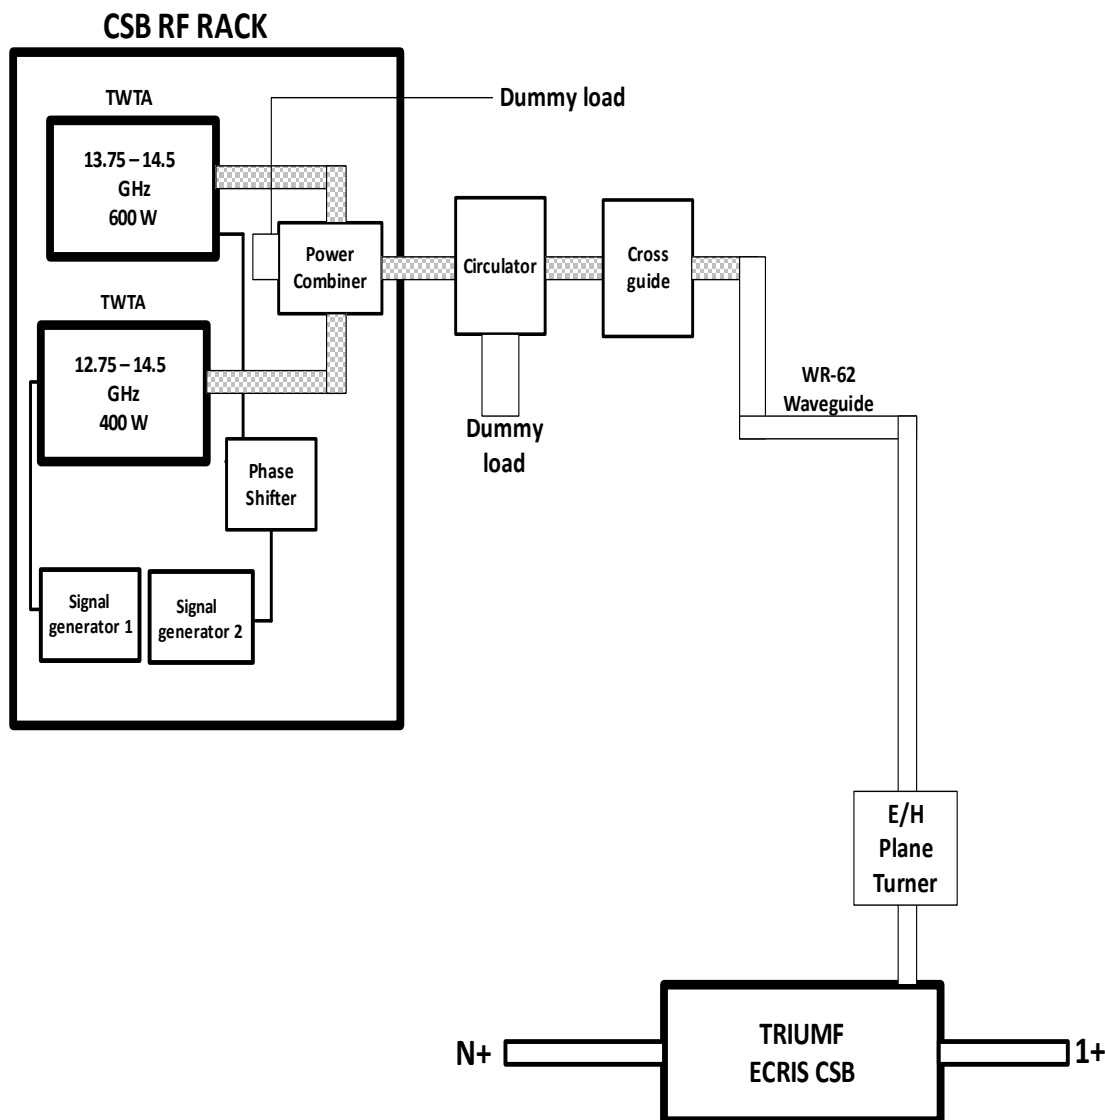 CSB RF RACK
TWTA
13.75 – 14.5
GHz
600 W
Dummy load
Power
Combiner
Circulator
Cross
guide
TWTA
12.75 – 14.5
GHz
400 W
Dummy
load
WR-62
Waveguide
Phase
Shifter
Signal
generator 1
Signal
generator 2
E/H
Plane
Turner
TRIUMF
ECRIS CSB
N+
1+